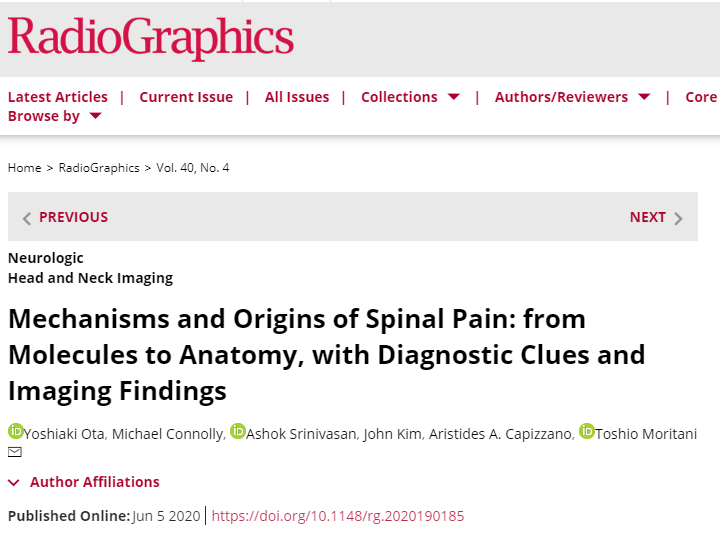 RadioGraphics
Latest Articles | Current Issue | All Issues | Collections | Authors/Reviewers | Core
Browse by
Home > RadioGraphics > Vol. 40, No. 4
PREVIOUS NEXT
Neurologic
Head and Neck Imaging
Mechanisms and Origins of Spinal Pain: from
Molecules to Anatomy, with Diagnostic Clues and
Imaging Findings
iD Yoshiaki Ota, Michael Connolly, iD Ashok Srinivasan, John Kim, Aristides A. Capizzano, iD Toshio Moritani
Author Affiliations
Published Online: Jun 5 2020 | https://doi.org/10.1148/rg.2020190185